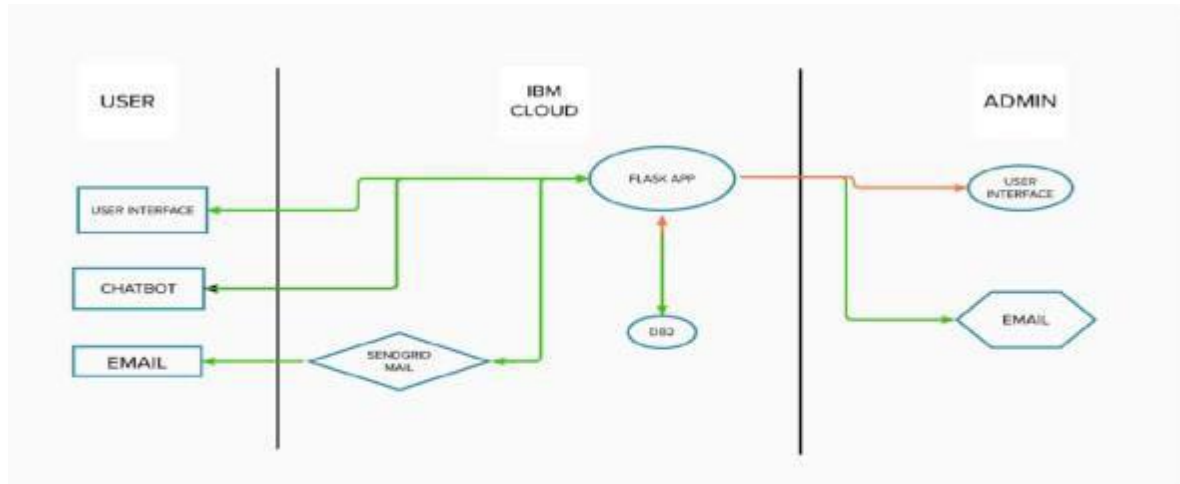 USER
IBM
CLOUD
ADMIN
FLASK APP
USER
INTERFACE
USER INTERFACE
CHATBOT
EMAIL
DB2
SENDGRID
MAIL
EMAIL